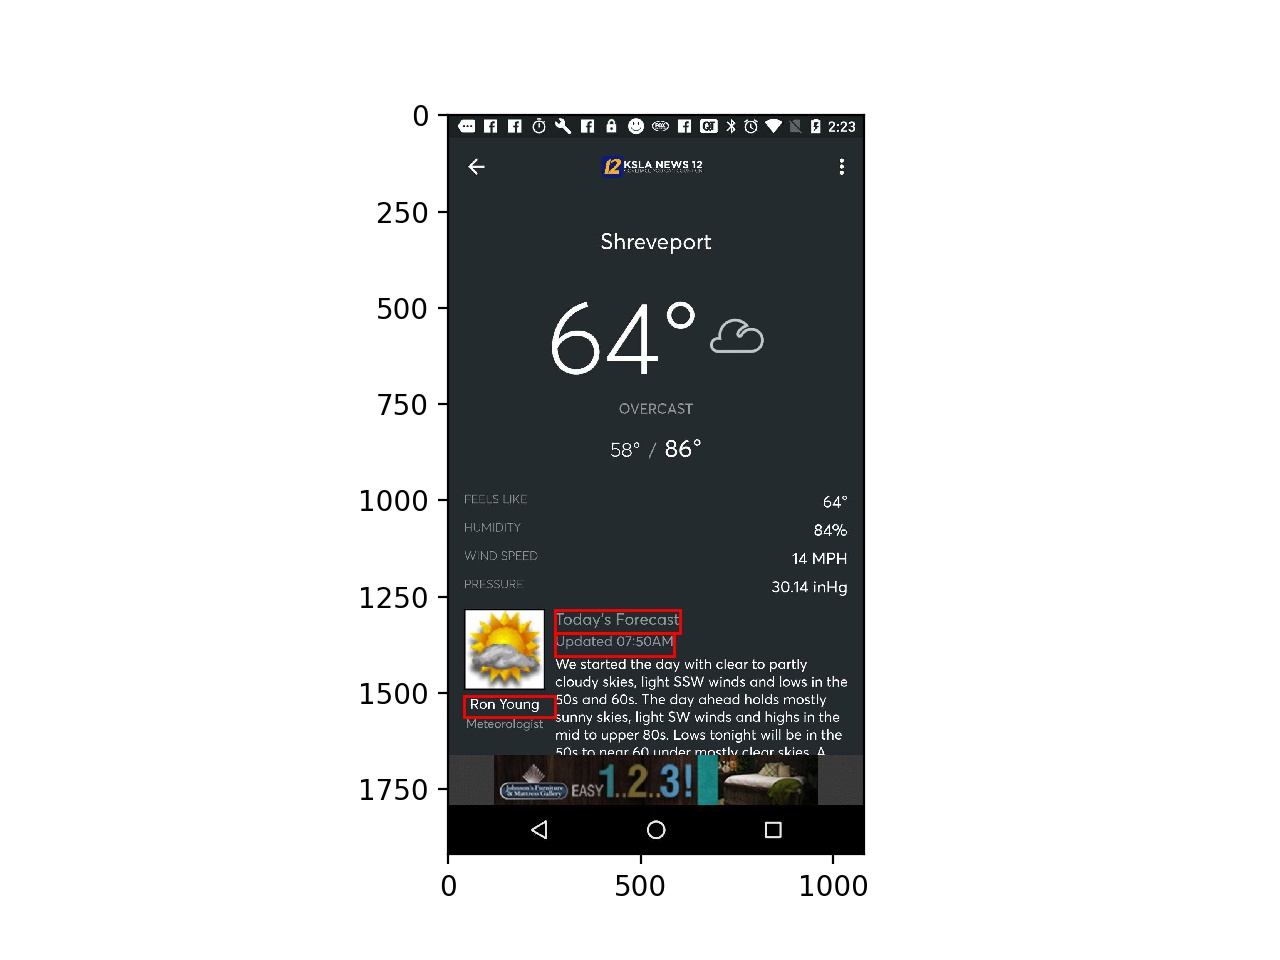 0
2:23
12 KSLA NEWS 12
250
Shreveport
500
64°
750
OVERCAST
58° / 86°
1000
FEELS LIKE 64°
HUMIDITY 84%
WIND SPEED 14 MPH
PRESSURE 30.14 inHg
1250
Today's Forecast
Updated 07:50AM
We started the day with clear to partly
cloudy skies, light SSW winds and lows in the
50s and 60s. The day ahead holds mostly
sunny skies, light SW winds and highs in the
mid to upper 80s. Lows tonight will be in the
50s to near 60 under mostly clear skies. A
1500
Ron Young
Meteorologist
1750
Johnson's Furniture
& Mattress Gallery
EASY 1..2..3!
0 500 1000